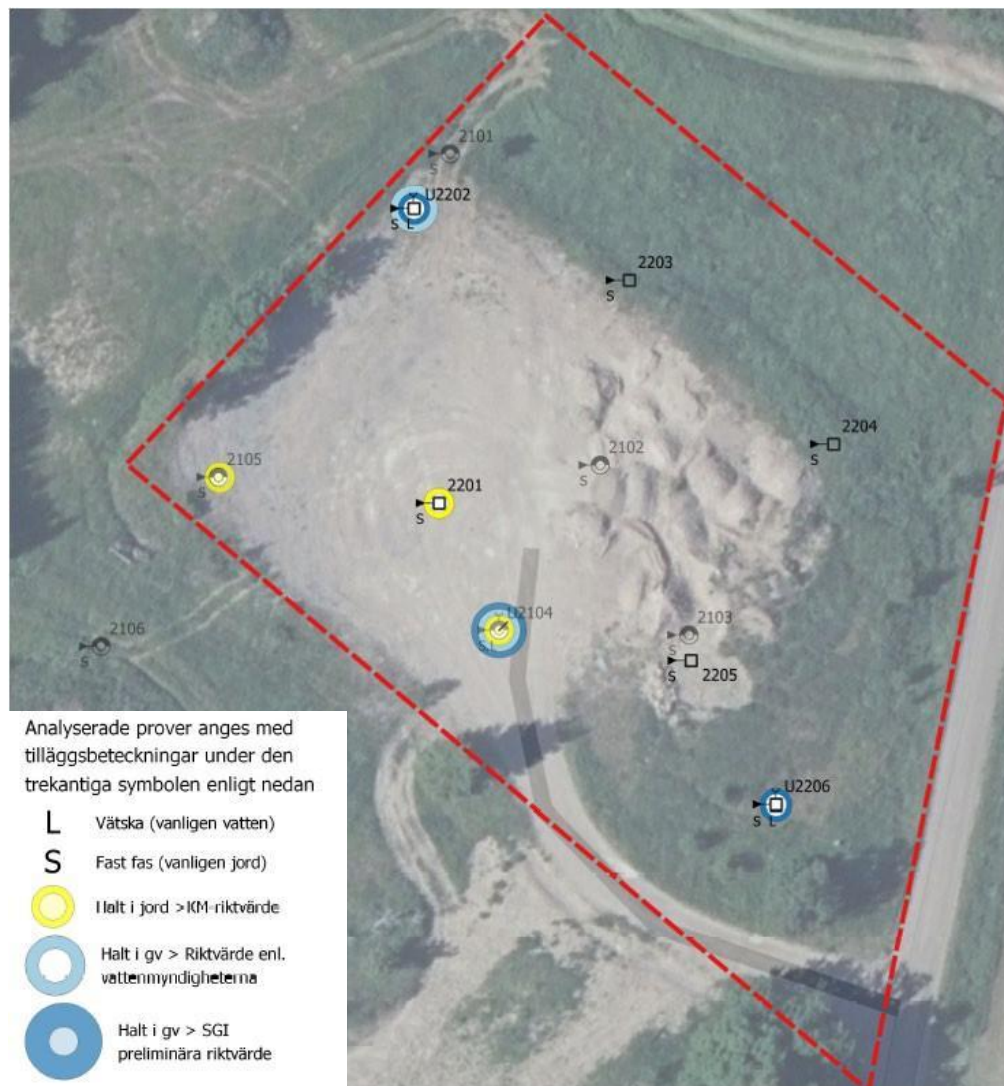 2101
S
U2202
S L
2203
S
2204
S
2105
S
2102
S
2201
S
U2104
S L
2103
S
2205
S
2106
S
U2206
S L
Analyserade prover anges med
tilläggsbeteckningar under den
trekantiga symbolen enligt nedan
L Vätska (vanligen vatten)
S Fast fas (vanligen jord)
Halt i jord >KM-riktvärde
Halt i gv > Riktvärde enl.
vattenmyndigheterna
Halt i gv > SGI
preliminära riktvärde